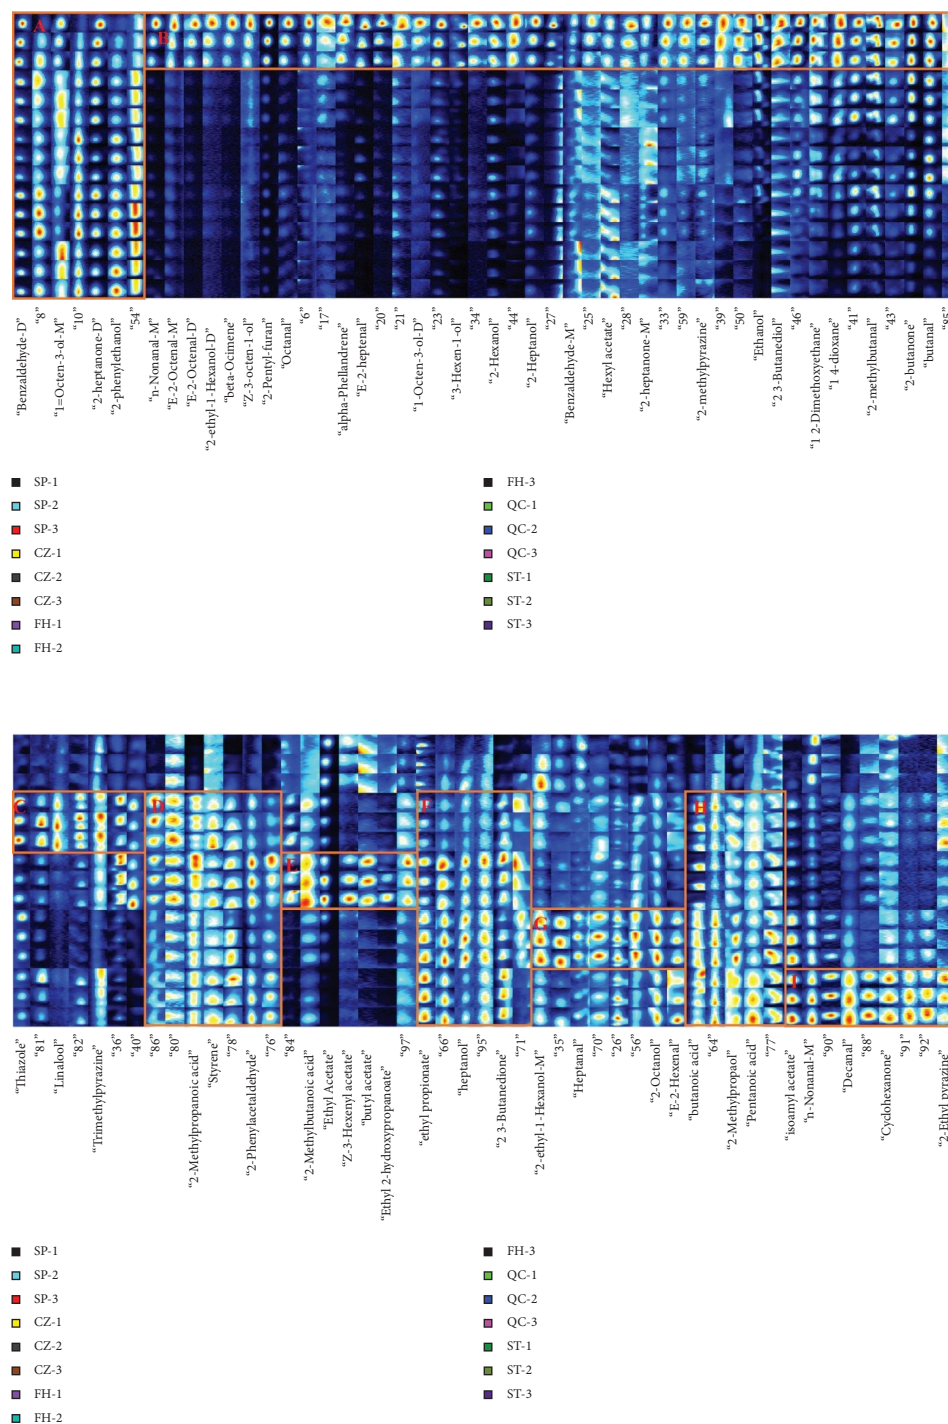 A
B
"Benzaldehyde-D"
"8"
"1=Octen-3-ol-M"
"10"
"2-heptanone-D"
"2-phenylethanol"
"54"
"n-Nonanal-M"
"E-2-Octenal-M"
"E-2-Octenal-D"
"2-ethyl-1-Hexanol-D"
"beta-Ocimene"
"Z-3-octen-1-ol"
"2-Pentyl-furan"
"Octanal"
"6"
"17"
"alpha-Phellandrene"
"E-2-heptenal"
"20"
"21"
"1-Octen-3-ol-D"
"23"
"3-Hexen-1-ol"
"34"
"2-Hexanol"
"44"
"2-Heptanol"
"27"
"Benzaldehyde-M"
"25"
"Hexyl acetate"
"28"
"2-heptanone-M"
"33"
"59"
"2-methylpyrazine"
"39"
"50"
"Ethanol"
"2 3-Butanediol"
"46"
"1 2-Dimethoxyethane"
"1 4-dioxane"
"41"
"2-methylbutanal"
"43"
"2-butanone"
"butanal"
"85"
SP-1
SP-2
SP-3
CZ-1
CZ-2
CZ-3
FH-1
FH-2
FH-3
QC-1
QC-2
QC-3
ST-1
ST-2
ST-3
C
D
E
F
G
H
I
"Thiazole"
"81"
"Linalool"
"82"
"Trimethylpyrazine"
"36"
"40"
"86"
"80"
"2-Methylpropanoic acid"
"Styrene"
"78"
"2-Phenylacetaldehyde"
"76"
"84"
"2-Methylbutanoic acid"
"Ethyl Acetate"
"Z-3-Hexenyl acetate"
"butyl acetate"
"Ethyl 2-hydroxypropanoate"
"97"
"ethyl propionate"
"66"
"heptanol"
"95"
"2 3-Butanedione"
"71"
"2-ethyl-1-Hexanol-M"
"35"
"Heptanal"
"70"
"26"
"56"
"2-Octanol"
"E-2-Hexenal"
"butanoic acid"
"64"
"2-Methylpropaol"
"Pentanoic acid"
"77"
"isoamyl acetate"
"n-Nonanal-M"
"90"
"Decanal"
"88"
"Cyclohexanone"
"91"
"92"
"2-Ethyl pyrazine"
SP-1
SP-2
SP-3
CZ-1
CZ-2
CZ-3
FH-1
FH-2
FH-3
QC-1
QC-2
QC-3
ST-1
ST-2
ST-3